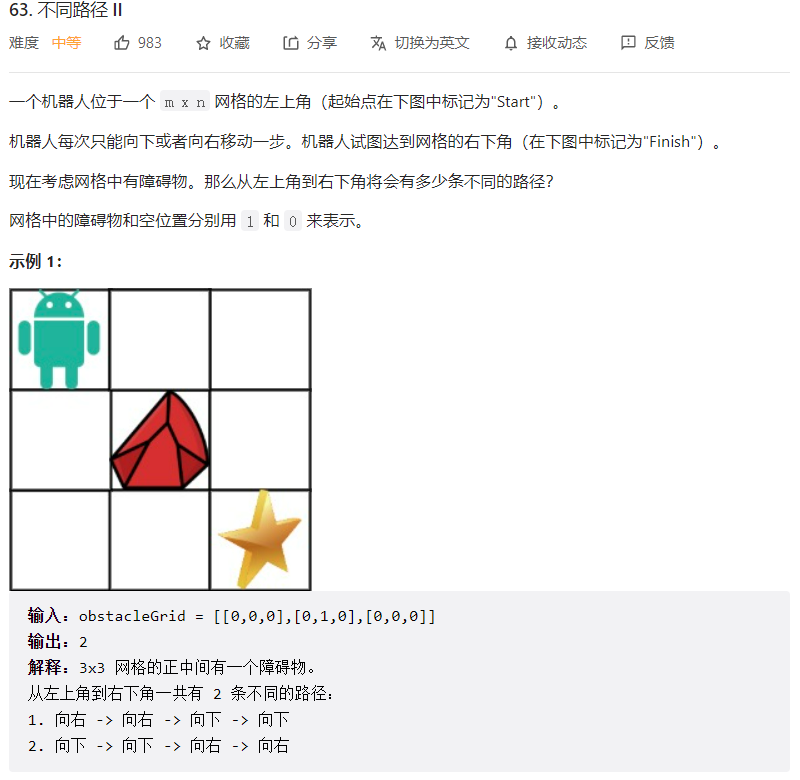 63. 不同路径 II
难度 中等 983 收藏 分享 切换为英文 接收动态 反馈
一个机器人位于一个 m x n 网格的左上角（起始点在下图中标记为"Start"）。
机器人每次只能向下或者向右移动一步。机器人试图达到网格的右下角（在下图中标记为"Finish"）。
现在考虑网格中有障碍物。那么从左上角到右下角将会有多少条不同的路径？
网格中的障碍物和空位置分别用 1 和 0 来表示。
示例 1：
输入：obstacleGrid = [[0,0,0],[0,1,0],[0,0,0]]
输出：2
解释：3x3 网格的正中间有一个障碍物。
从左上角到右下角一共有 2 条不同的路径：
1. 向右 -> 向右 -> 向下 -> 向下
2. 向下 -> 向下 -> 向右 -> 向右